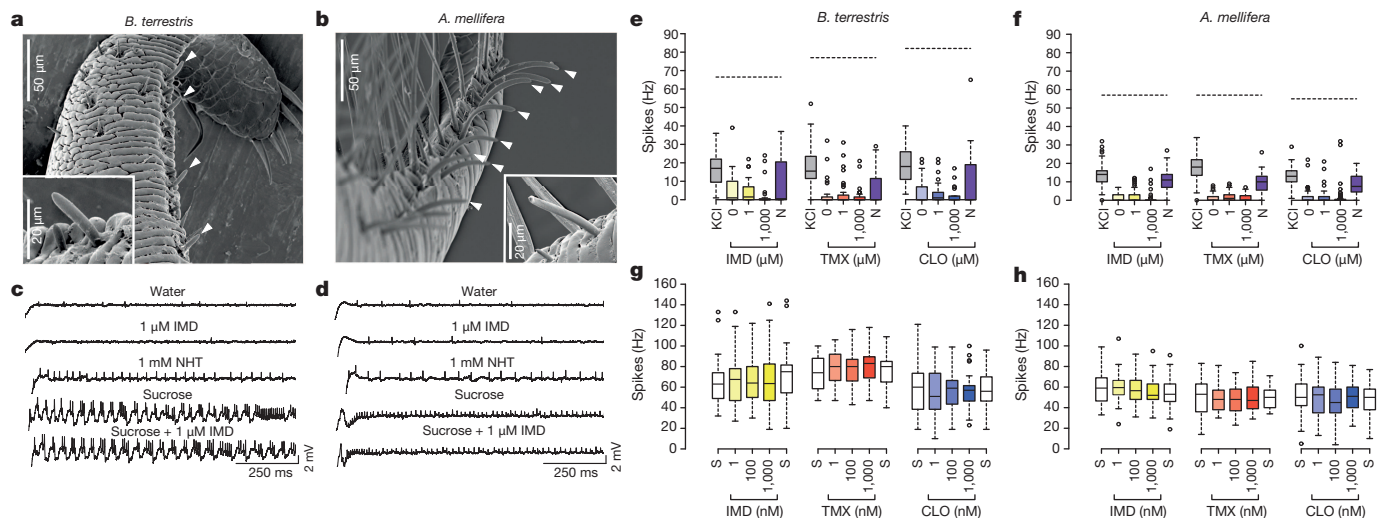 a
B. terrestris
50 µm
20 µm
b
A. mellifera
50 µm
20 µm
c
Water
1 µM IMD
1 mM NHT
Sucrose
Sucrose + 1 µM IMD
250 ms
2 mV
d
Water
1 µM IMD
1 mM NHT
Sucrose
Sucrose + 1 µM IMD
250 ms
2 mV
e
B. terrestris
Spikes (Hz)
90
80
70
60
50
40
30
20
10
0
KCl 0 1 1,000 N
KCl 0 1 1,000 N
KCl 0 1 1,000 N
IMD (µM) TMX (µM) CLO (µM)
f
A. mellifera
Spikes (Hz)
90
80
70
60
50
40
30
20
10
0
KCl 0 1 1,000 N
KCl 0 1 1,000 N
KCl 0 1 1,000 N
IMD (µM) TMX (µM) CLO (µM)
g
Spikes (Hz)
160
140
120
100
80
60
40
20
0
S 1 100 1,000 S
S 1 100 1,000 S
S 1 100 1,000 S
IMD (nM) TMX (nM) CLO (nM)
h
Spikes (Hz)
160
140
120
100
80
60
40
20
0
S 1 100 1,000 S
S 1 100 1,000 S
S 1 100 1,000 S
IMD (nM) TMX (nM) CLO (nM)